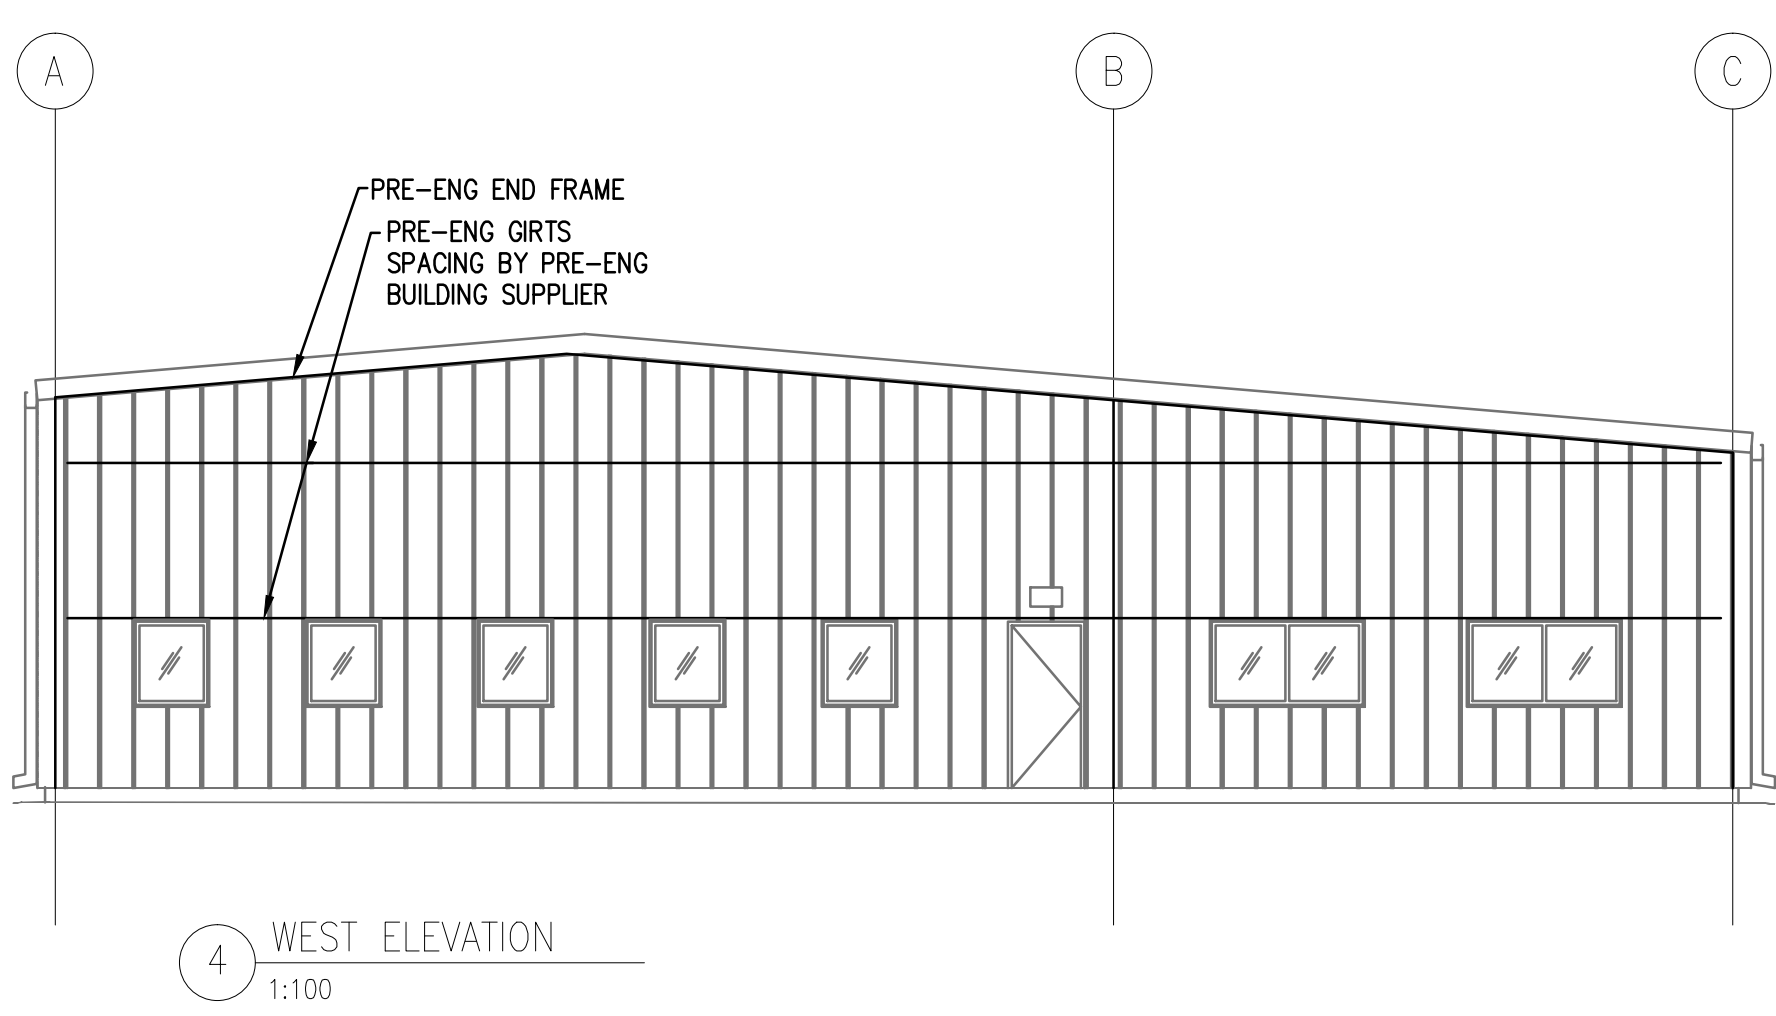 A
B
C
PRE-ENG END FRAME
PRE-ENG GIRTS
SPACING BY PRE-ENG
BUILDING SUPPLIER
4
WEST ELEVATION
1:100